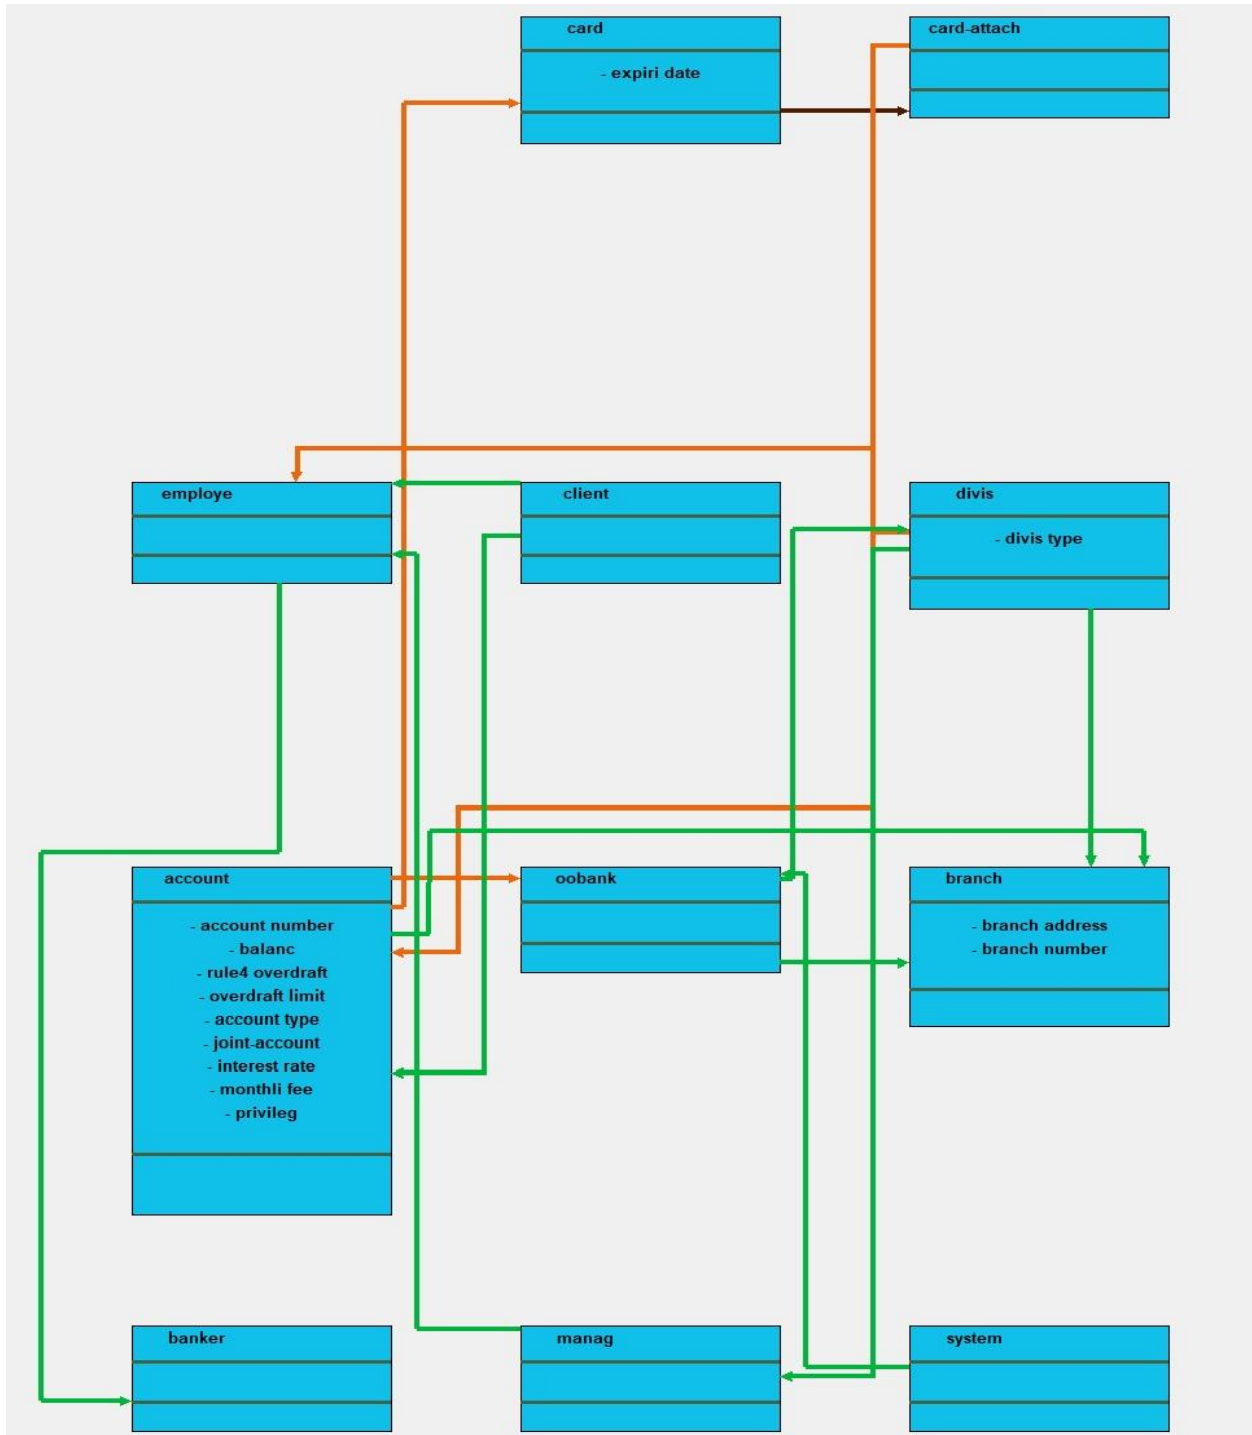 card
- expiri date
card-attach
employe
client
divis
- divis type
account
- account number
- balanc
- rule4 overdraft
- overdraft limit
- account type
- joint-account
- interest rate
- monthli fee
- privileg
oobank
branch
- branch address
- branch number
banker
manag
system